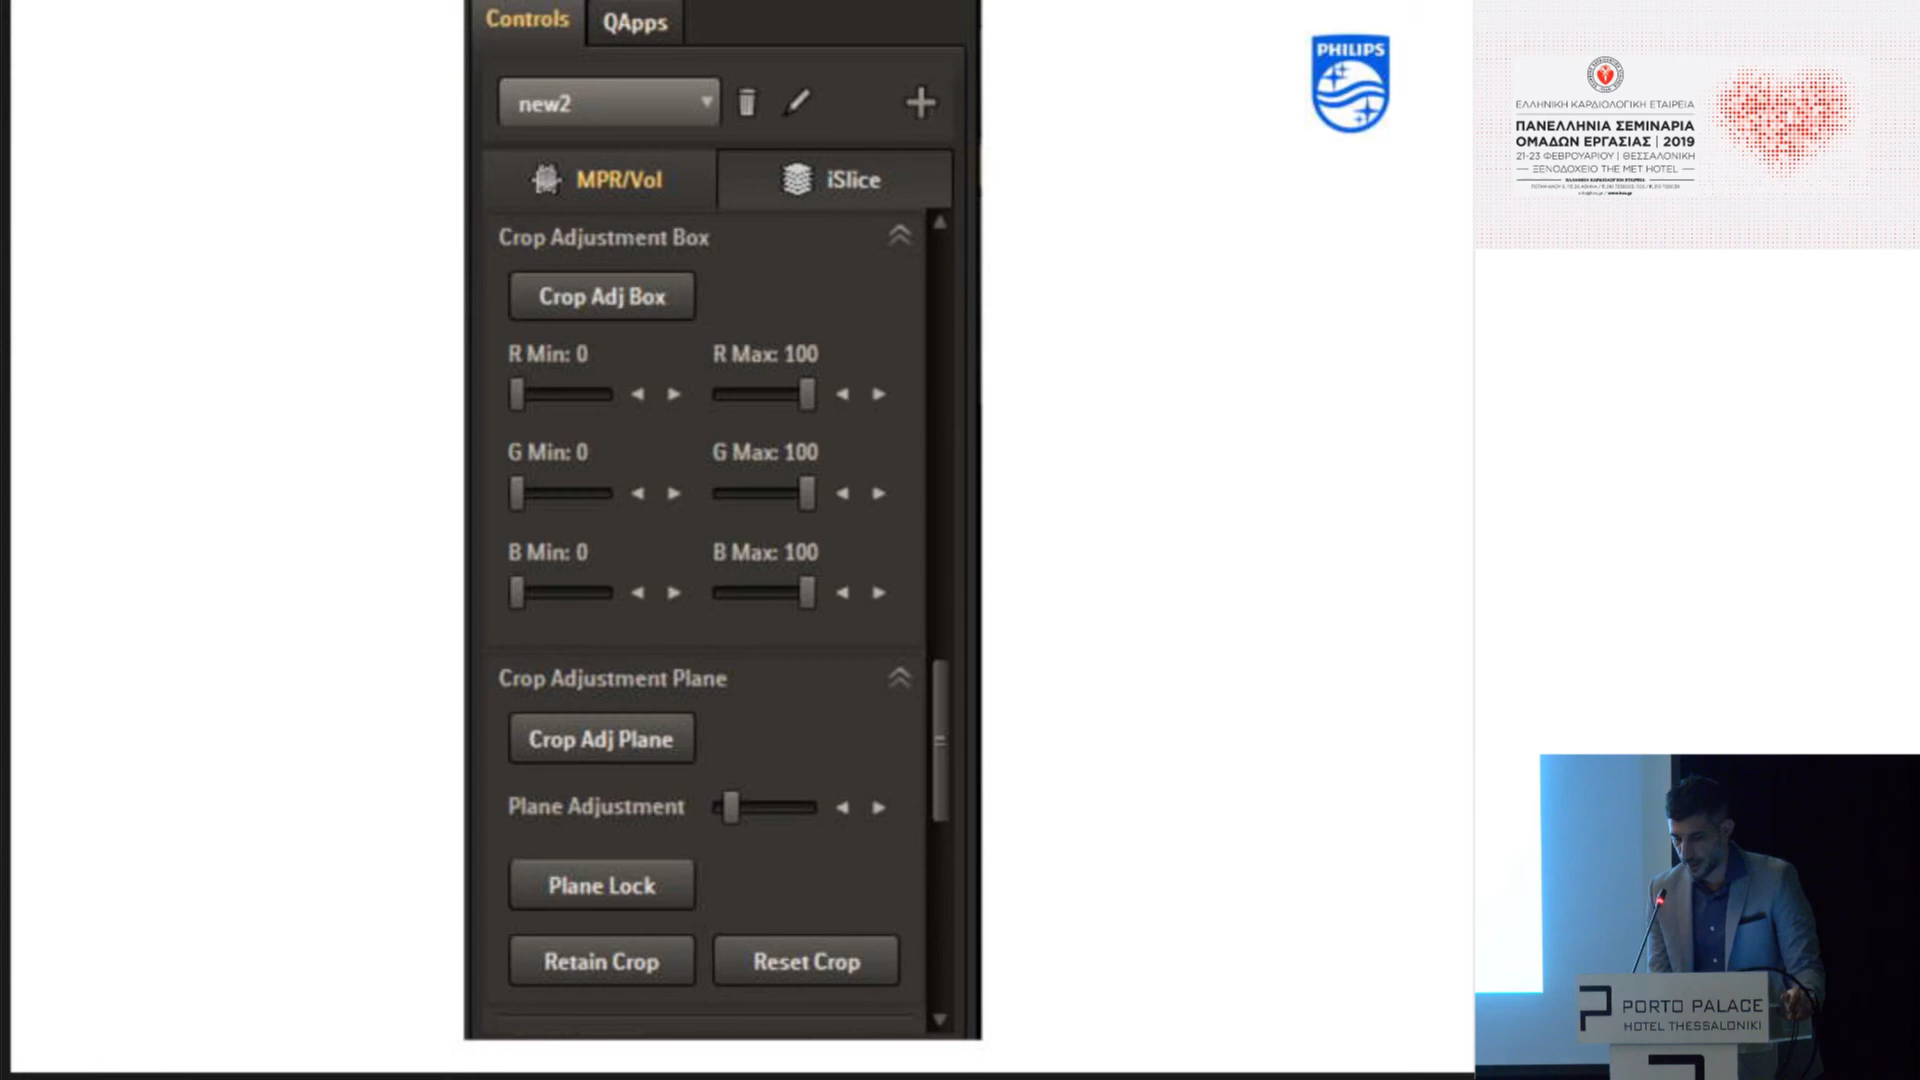 Controls
QApps
new2
MPR/Vol
iSlice
Crop Adjustment Box
Crop Adj Box
R Min: 0
R Max: 100
G Min: 0
G Max: 100
B Min: 0
B Max: 100
Crop Adjustment Plane
Crop Adj Plane
Plane Adjustment
Plane Lock
Retain Crop
Reset Crop
PHILIPS
ΕΛΛΗΝΙΚΗ ΚΑΡΔΙΟΛΟΓΙΚΗ ΕΤΑΙΡΕΙΑ
ΠΑΝΕΛΛΗΝΙΑ ΣΕΜΙΝΑΡΙΑ
ΟΜΑΔΩΝ ΕΡΓΑΣΙΑΣ | 2019
21-23 ΦΕΒΡΟΥΑΡΙΟΥ | ΘΕΣΣΑΛΟΝΙΚΗ
ΞΕΝΟΔΟΧΕΙΟ THE MET HOTEL
ΕΛΛΗΝΙΚΗ ΚΑΡΔΙΟΛΟΓΙΚΗ ΕΤΑΙΡΕΙΑ
PORTO PALACE
HOTEL THESSALONIKI